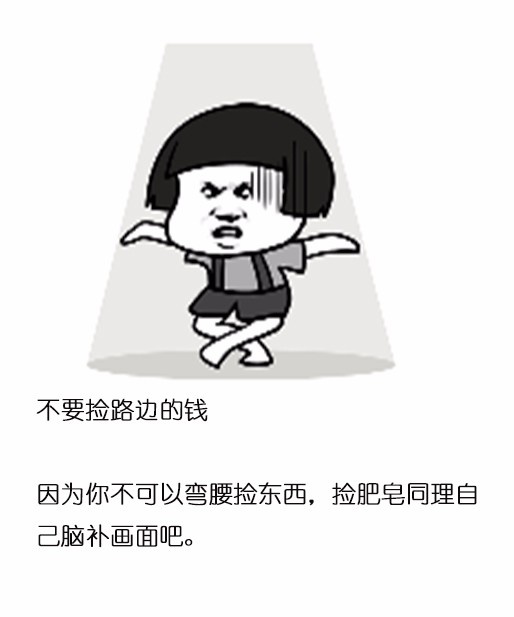 不要捡路边的钱
因为你不可以弯腰捡东西，捡肥皂同理自
己脑补画面吧。